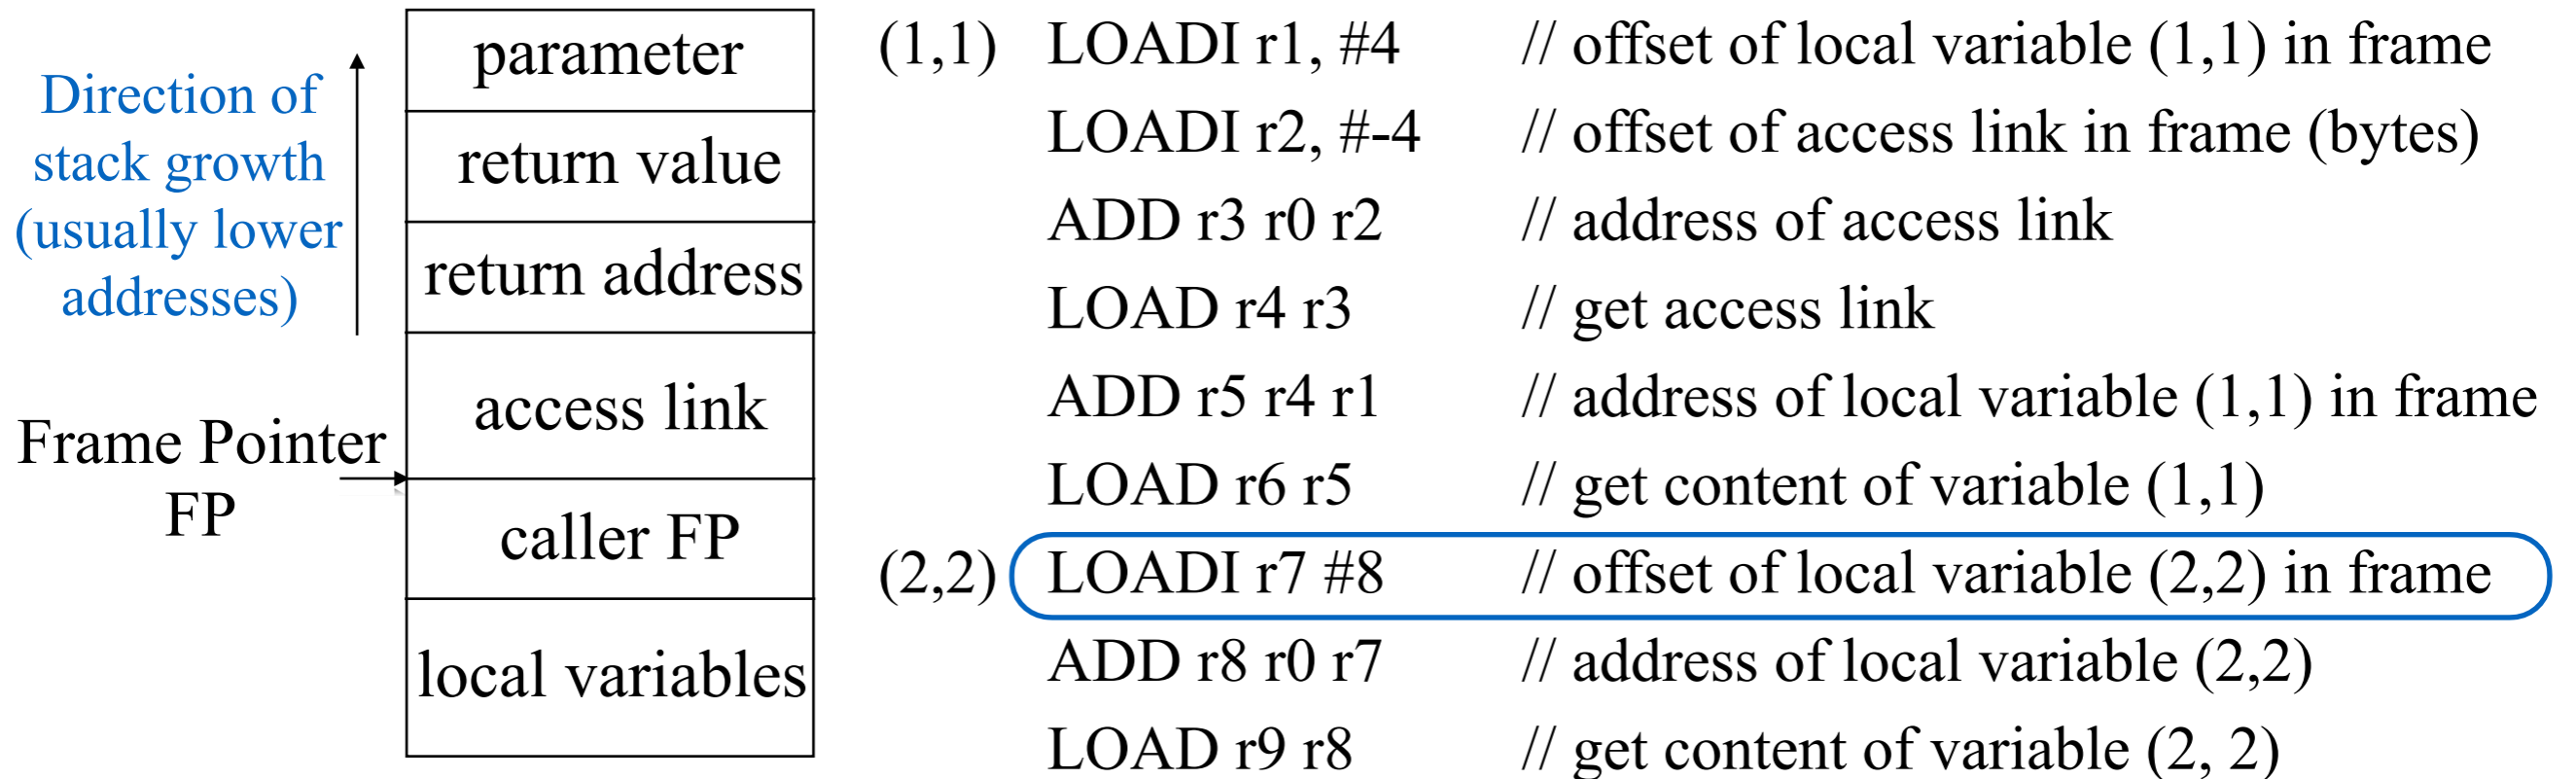 Direction of
stack growth
(usually lower
addresses)
Frame Pointer
FP
parameter
return value
return address
access link
caller FP
local variables
(1,1) LOADI r1, #4 // offset of local variable (1,1) in frame
LOADI r2, #-4 // offset of access link in frame (bytes)
ADD r3 r0 r2 // address of access link
LOAD r4 r3 // get access link
ADD r5 r4 r1 // address of local variable (1,1) in frame
LOAD r6 r5 // get content of variable (1,1)
(2,2) LOADI r7 #8 // offset of local variable (2,2) in frame
ADD r8 r0 r7 // address of local variable (2,2)
LOAD r9 r8 // get content of variable (2, 2)